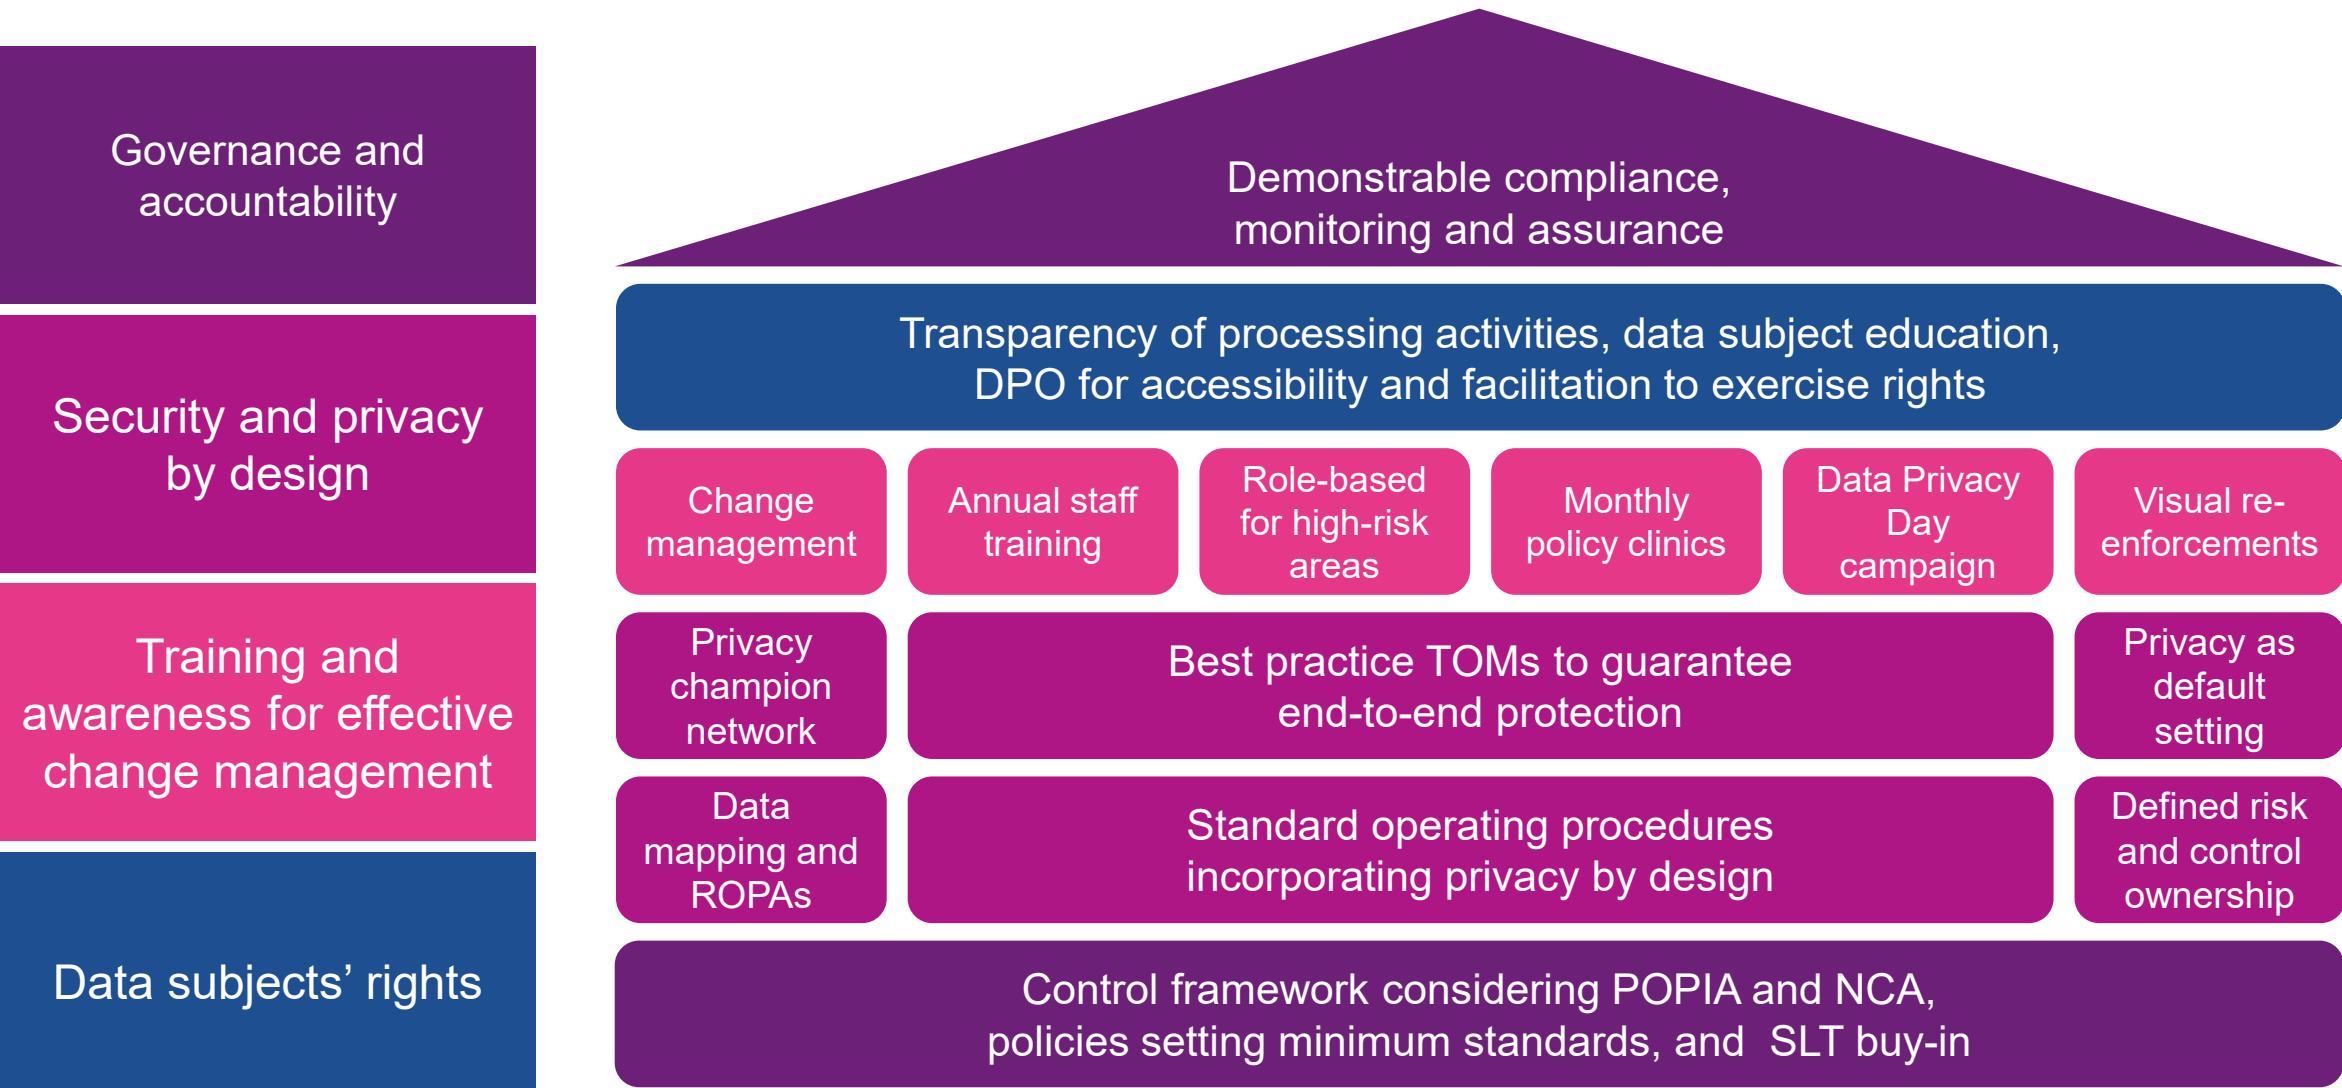 Governance and
accountability
Security and privacy
by design
Training and
awareness for effective
change management
Data subjects’ rights
Demonstrable compliance,
monitoring and assurance
Transparency of processing activities, data subject education,
DPO for accessibility and facilitation to exercise rights
Change
management
Annual staff
training
Role-based
for high-risk
areas
Monthly
policy clinics
Data Privacy
Day
campaign
Visual re-
enforcements
Privacy
champion
network
Best practice TOMs to guarantee
end-to-end protection
Privacy as
default
setting
Data
mapping and
ROPAs
Standard operating procedures
incorporating privacy by design
Defined risk
and control
ownership
Control framework considering POPIA and NCA,
policies setting minimum standards, and  SLT buy-in